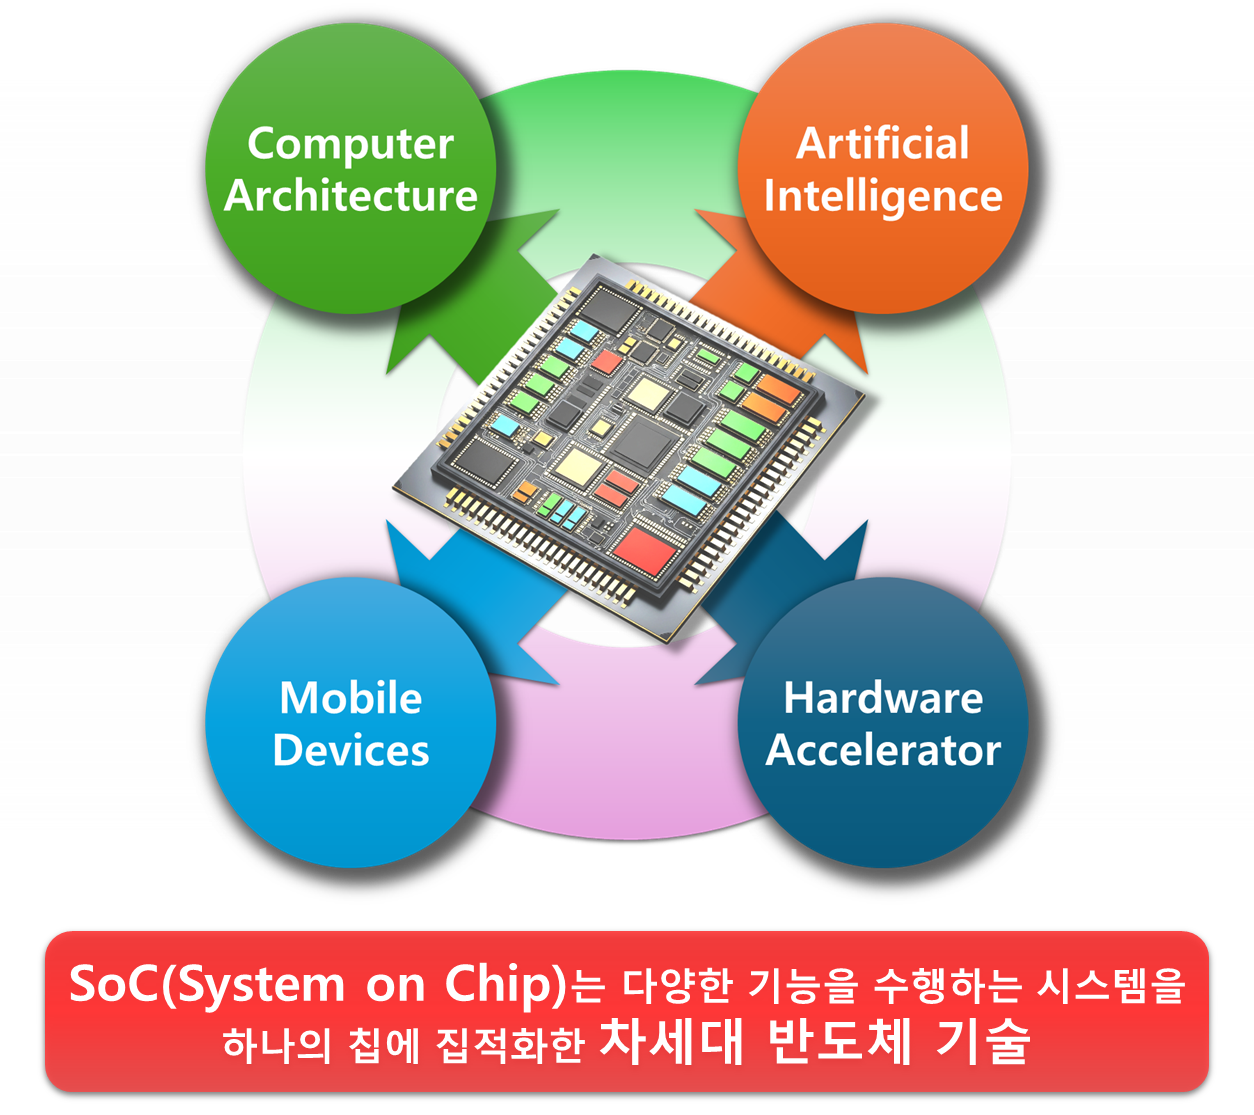 Computer
Architecture
Artificial
Intelligence
Mobile
Devices
Hardware
Accelerator
SoC(System on Chip)는 다양한 기능을 수행하는 시스템을
하나의 칩에 집적화한 차세대 반도체 기술